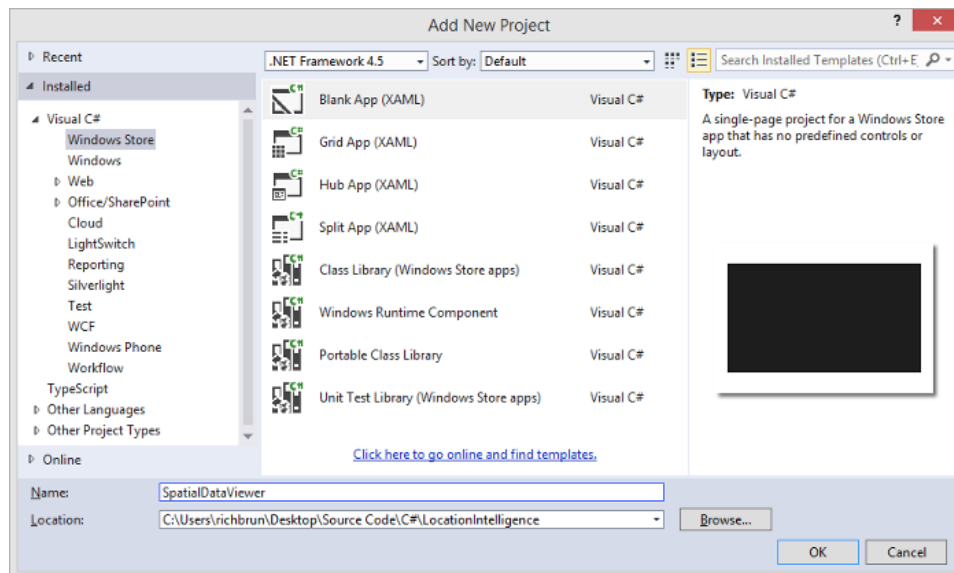 Add New Project
? ×
Recent
.NET Framework 4.5
Sort by: Default
Search Installed Templates (Ctrl+E
Installed
Visual C#
Windows Store
Windows
Web
Office/SharePoint
Cloud
LightSwitch
Reporting
Silverlight
Test
WCF
Windows Phone
Workflow
TypeScript
Other Languages
Other Project Types
Online
C# Blank App (XAML) Visual C#
C# Grid App (XAML) Visual C#
C# Hub App (XAML) Visual C#
C# Split App (XAML) Visual C#
C# Class Library (Windows Store apps) Visual C#
C# Windows Runtime Component Visual C#
C# Portable Class Library Visual C#
C# Unit Test Library (Windows Store apps) Visual C#
Click here to go online and find templates.
Type: Visual C#
A single-page project for a Windows Store
app that has no predefined controls or
layout.
Name: SpatialDataViewer
Location: C:\Users\richbrun\Desktop\Source Code\C#\LocationIntelligence
Browse...
OK Cancel